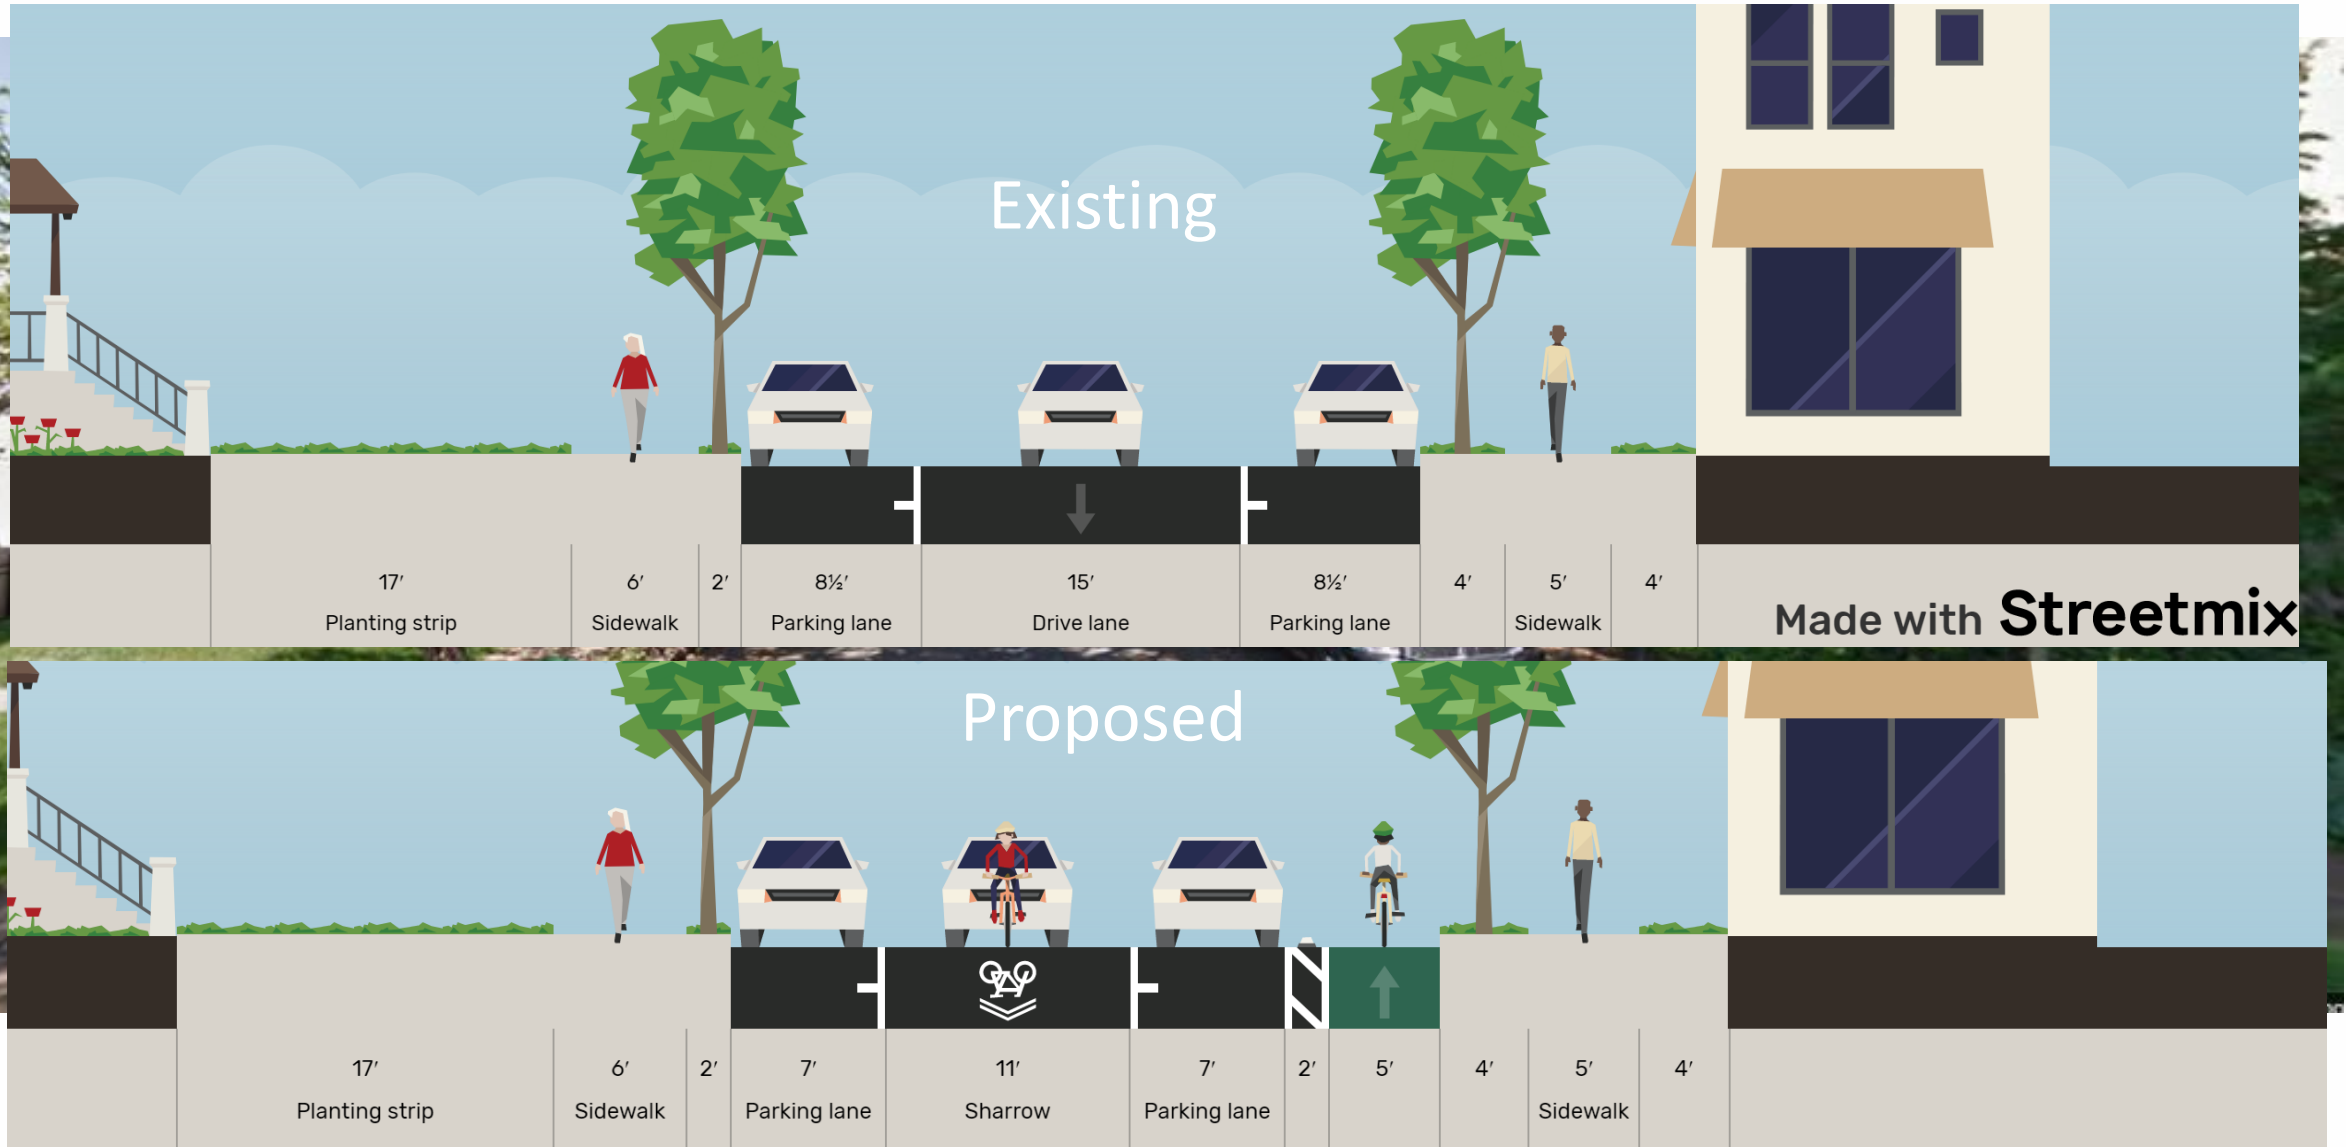 Existing
17′ 6′ 2′ 8½′ 15′ 8½′ 4′ 5′ 4′
Planting strip Sidewalk Parking lane Drive lane Parking lane Sidewalk
Made with Streetmix
Proposed
17′ 6′ 2′ 7′ 11′ 7′ 2′ 5′ 4′ 5′ 4′
Planting strip Sidewalk Parking lane Sharrow Parking lane Sidewalk